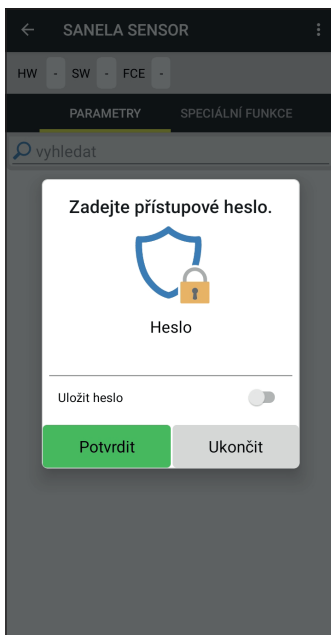 SANELA SENSOR
HW - SW - FCE -
PARAMETRY SPECIÁLNÍ FUNKCE
vyhledat
Zadejte přístupové heslo.
Heslo
Uložit heslo
Potvrdit Ukončit